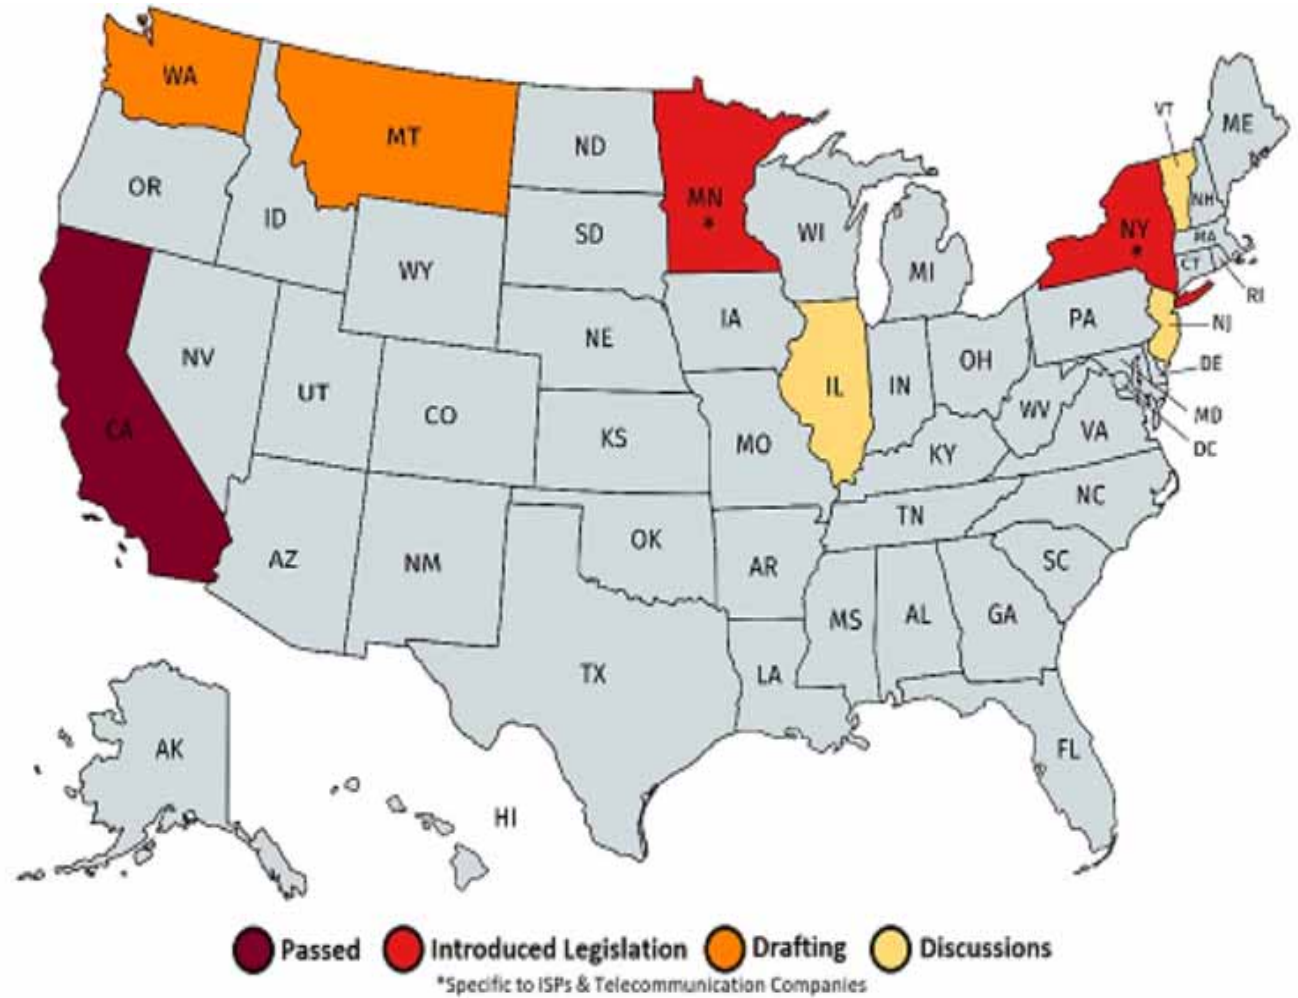 WA
MT
ND
MN
*
VT
ME
OR
ID
SD
WI
NH
NY
*
MA
WY
MI
CT
RI
IA
PA
NJ
NV
NE
OH
DE
UT
CO
IL
IN
WV
MD
CA
KS
MO
KY
VA
DC
NC
TN
AZ
NM
OK
AR
SC
MS
AL
GA
TX
LA
AK
FL
HI
Passed Introduced Legislation Drafting Discussions
*Specific to ISPs & Telecommunication Companies